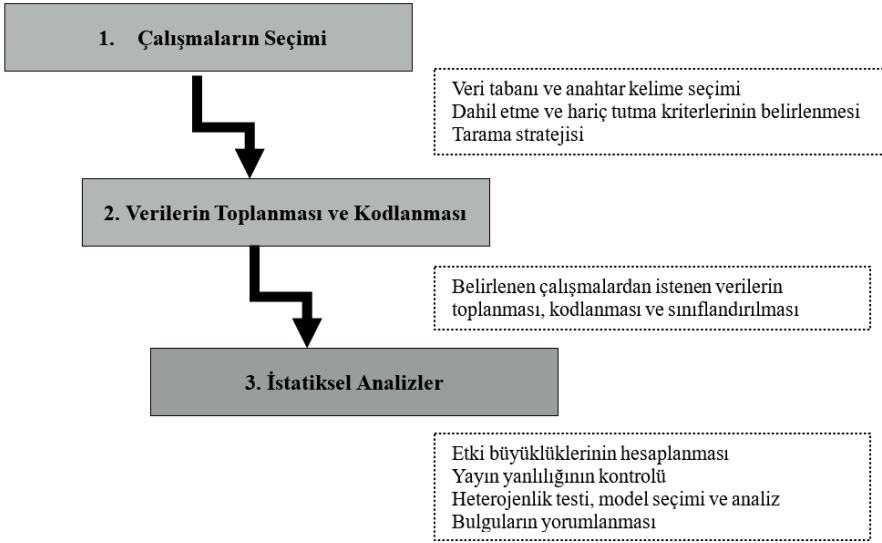 1. Çalışmaların Seçimi
Veri tabanı ve anahtar kelime seçimi
Dahil etme ve hariç tutma kriterlerinin belirlenmesi
Tarama stratejisi
2. Verilerin Toplanması ve Kodlanması
Belirlenen çalışmalardan istenen verilerin
toplanması, kodlanması ve sınıflandırılması
3. İstatiksel Analizler
Etki büyüklüklerinin hesaplanması
Yayın yanlılığının kontrolü
Heterojenlik testi, model seçimi ve analiz
Bulguların yorumlanması